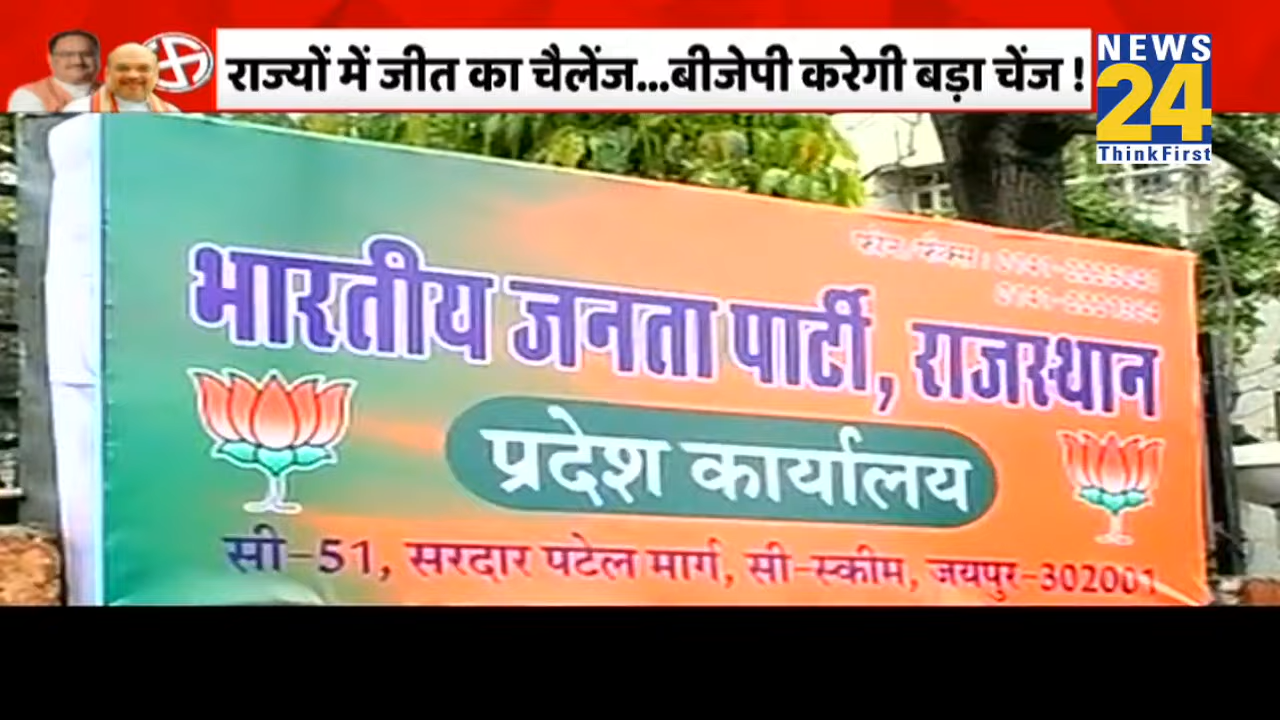 राज्यों में जीत का चैलेंज...बीजेपी करेगी बड़ा चेंज !
NEWS
24
ThinkFirst
भारतीय जनता पार्टी, राजस्थान
प्रदेश कार्यालय
सी-51, सरदार पटेल मार्ग, सी-स्कीम, जयपुर-302001